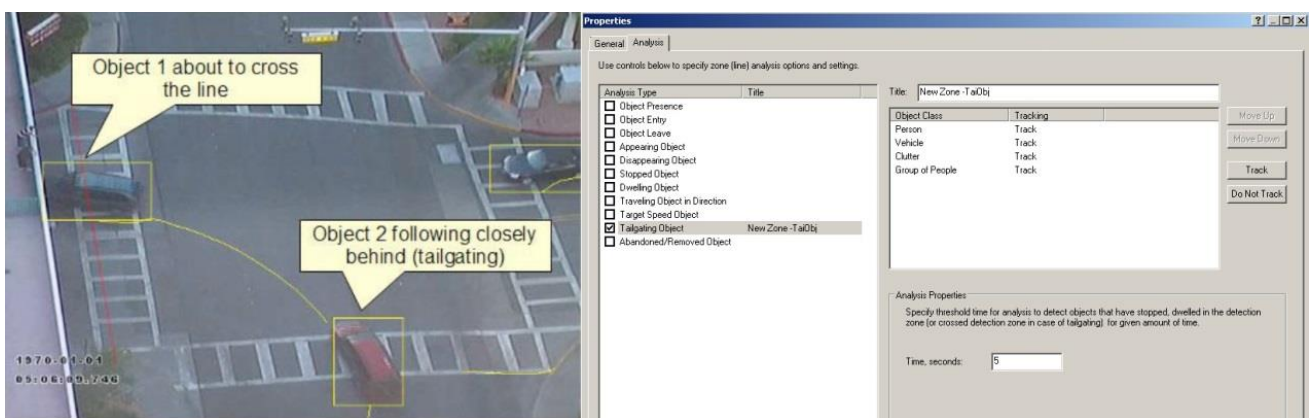 Object 1 about to cross
the line
Object 2 following closely
behind (tailgating)
1970-01-01
05:06:09.746
Properties
General Analysis
Use controls below to specify zone (line) analysis options and settings.
Analysis Type Title
Object Presence
Object Entry
Object Leave
Appearing Object
Disappearing Object
Stopped Object
Dwelling Object
Traveling Object in Direction
Target Speed Object
Tailgating Object New Zone -TaiObj
Abandoned/Removed Object
Title: New Zone -TaiObj
Object Class Tracking
Person Track
Vehicle Track
Clutter Track
Group of People Track
Move Up
Move Down
Track
Do Not Track
Analysis Properties
Specify threshold time for analysis to detect objects that have stopped, dwelled in the detection
zone (or crossed detection zone in case of tailgating) for given amount of time.
Time, seconds: 5